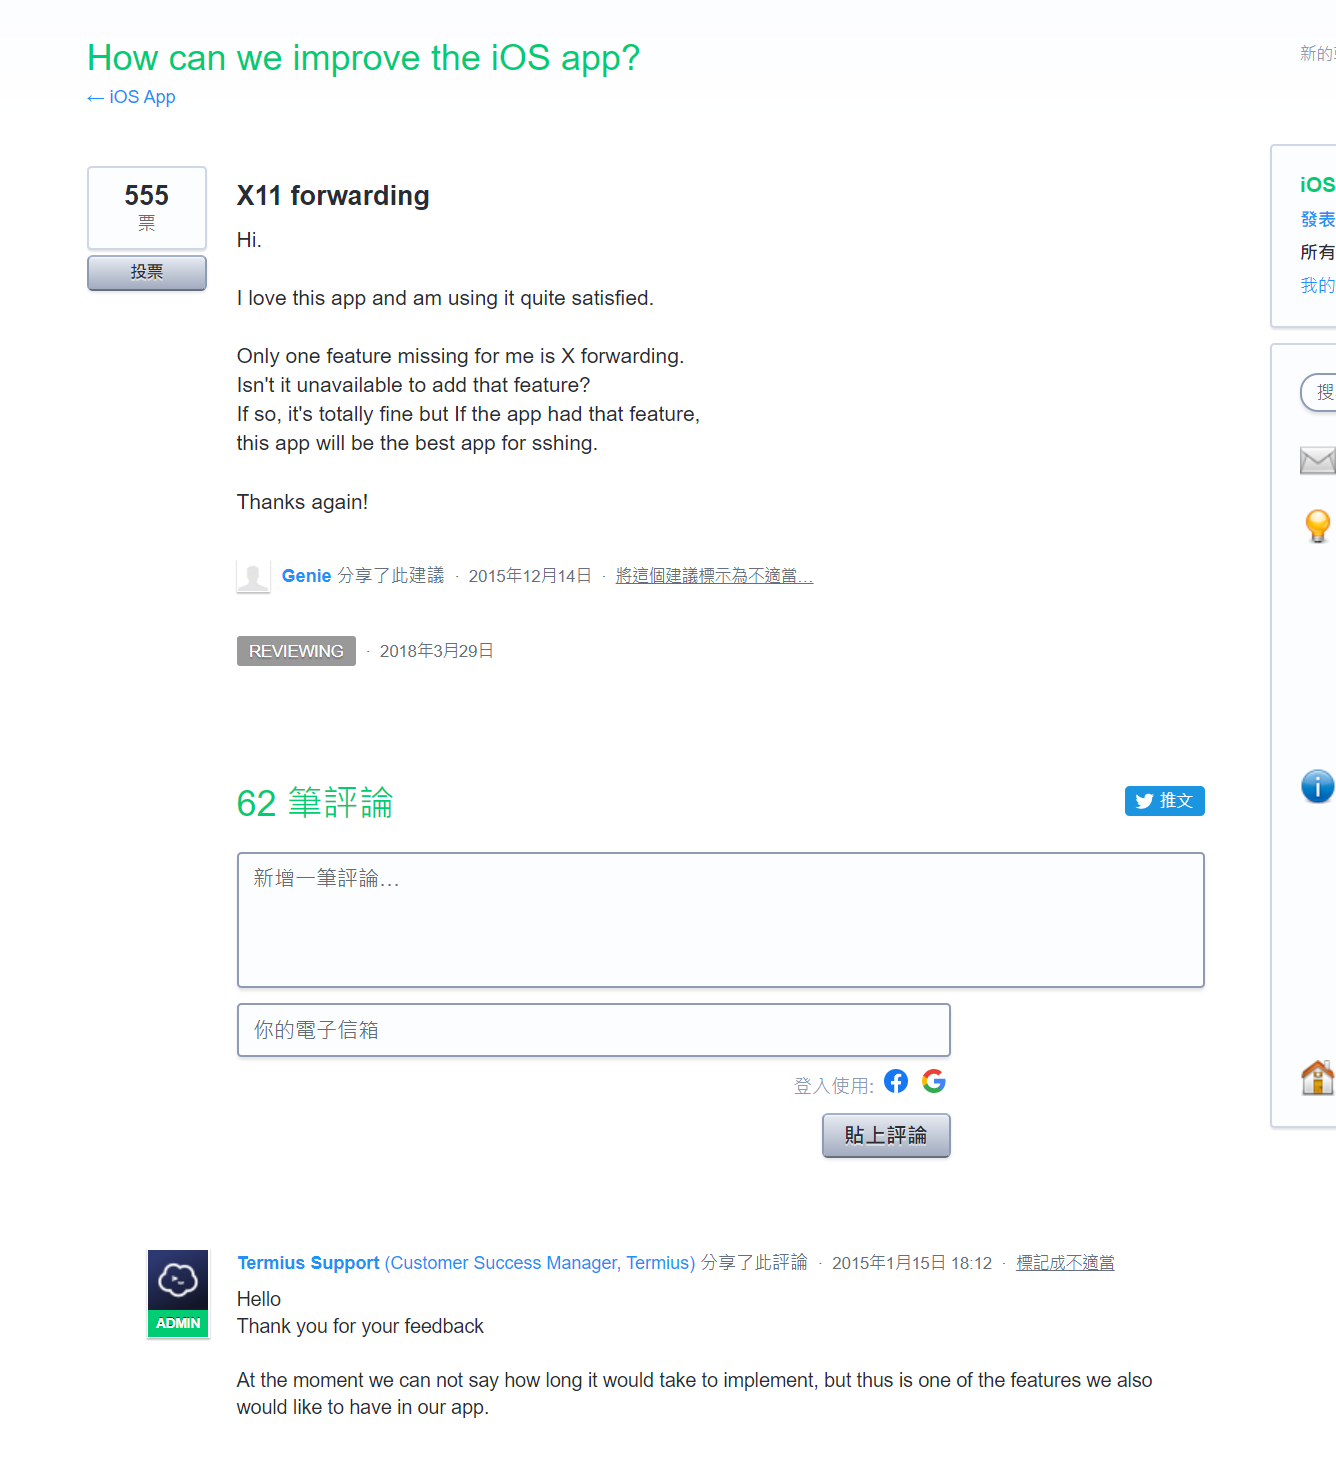 How can we improve the iOS app?
← iOS App
新的
555
票
投票
X11 forwarding
Hi.
I love this app and am using it quite satisfied.
Only one feature missing for me is X forwarding.
Isn't it unavailable to add that feature?
If so, it's totally fine but If the app had that feature,
this app will be the best app for sshing.
Thanks again!
Genie 分享了此建議 · 2015年12月14日 · 將這個建議標示為不適當…
REVIEWING · 2018年3月29日
62 筆評論
推文
新增一筆評論…
你的電子信箱
登入使用:
貼上評論
ADMIN
Termius Support (Customer Success Manager, Termius) 分享了此評論 · 2015年1月15日 18:12 · 標記成不適當
Hello
Thank you for your feedback
At the moment we can not say how long it would take to implement, but thus is one of the features we also
would like to have in our app.
iOS
發表
所有
我的
搜